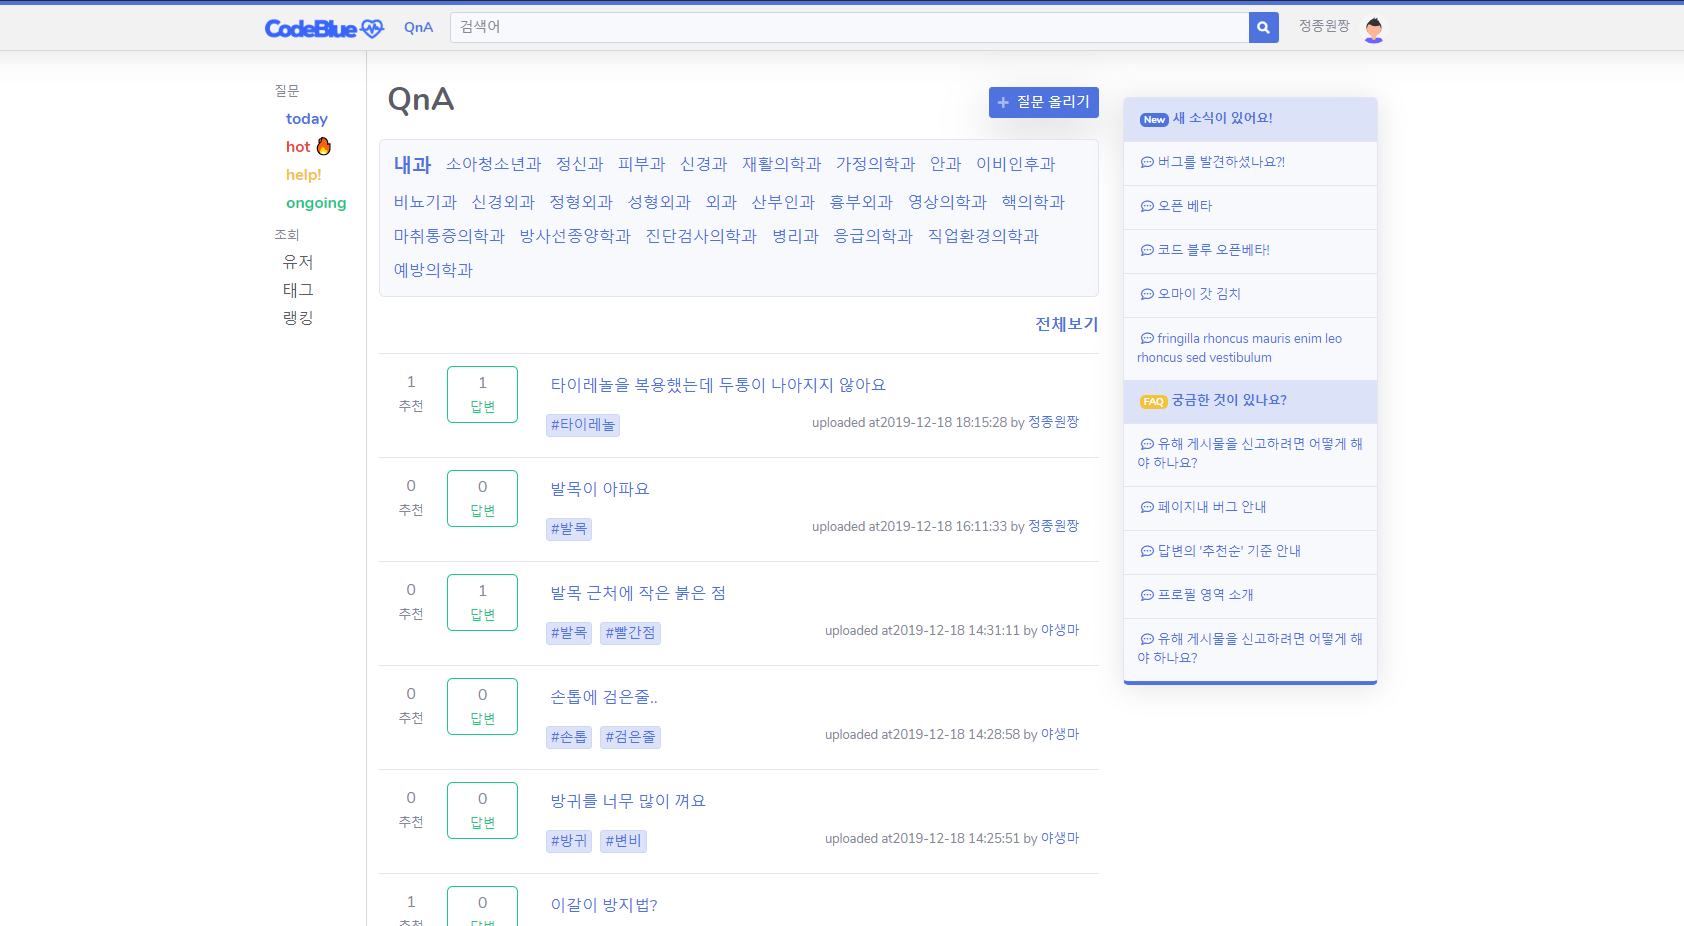 CodeBlue
QnA
검색어
정종원짱
질문
today
hot
help!
ongoing
조회
유저
태그
랭킹
QnA
질문 올리기
내과 소아청소년과 정신과 피부과 신경과 재활의학과 가정의학과 안과 이비인후과
비뇨기과 신경외과 정형외과 성형외과 외과 산부인과 흉부외과 영상의학과 핵의학과
마취통증의학과 방사선종양학과 진단검사의학과 병리과 응급의학과 직업환경의학과
예방의학과
전체보기
1 1
추천 답변
타이레놀을 복용했는데 두통이 나아지지 않아요
#타이레놀
uploaded at2019-12-18 18:15:28 by 정종원짱
0 0
추천 답변
발목이 아파요
#발목
uploaded at2019-12-18 16:11:33 by 정종원짱
0 1
추천 답변
발목 근처에 작은 붉은 점
#발목 #빨간점
uploaded at2019-12-18 14:31:11 by 야생마
0 0
추천 답변
손톱에 검은줄..
#손톱 #검은줄
uploaded at2019-12-18 14:28:58 by 야생마
0 0
추천 답변
방귀를 너무 많이 껴요
#방귀 #변비
uploaded at2019-12-18 14:25:51 by 야생마
1 0
추천 답변
이갈이 방지법?
New 새 소식이 있어요!
버그를 발견하셨나요?!
오픈 베타
코드 블루 오픈베타!
오마이 갓 김치
fringilla rhoncus mauris enim leo
rhoncus sed vestibulum
FAQ 궁금한 것이 있나요?
유해 게시물을 신고하려면 어떻게 해
야 하나요?
페이지내 버그 안내
답변의 '추천순' 기준 안내
프로필 영역 소개
유해 게시물을 신고하려면 어떻게 해
야 하나요?